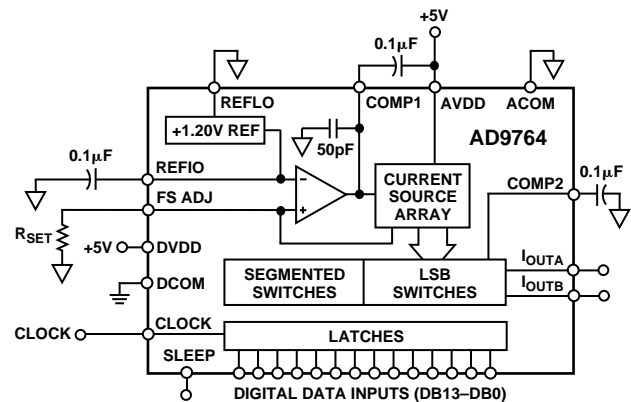 +5V
0.1µF
REFLO
COMP1
AVDD
ACOM
+1.20V REF
50pF
AD9764
0.1µF
REFIO
–
+
FS ADJ
CURRENT
SOURCE
ARRAY
COMP2
0.1µF
RSET
+5V
DVDD
DCOM
SEGMENTED
SWITCHES
LSB
SWITCHES
IOUTA
IOUTB
CLOCK
CLOCK
LATCHES
SLEEP
DIGITAL DATA INPUTS (DB13–DB0)